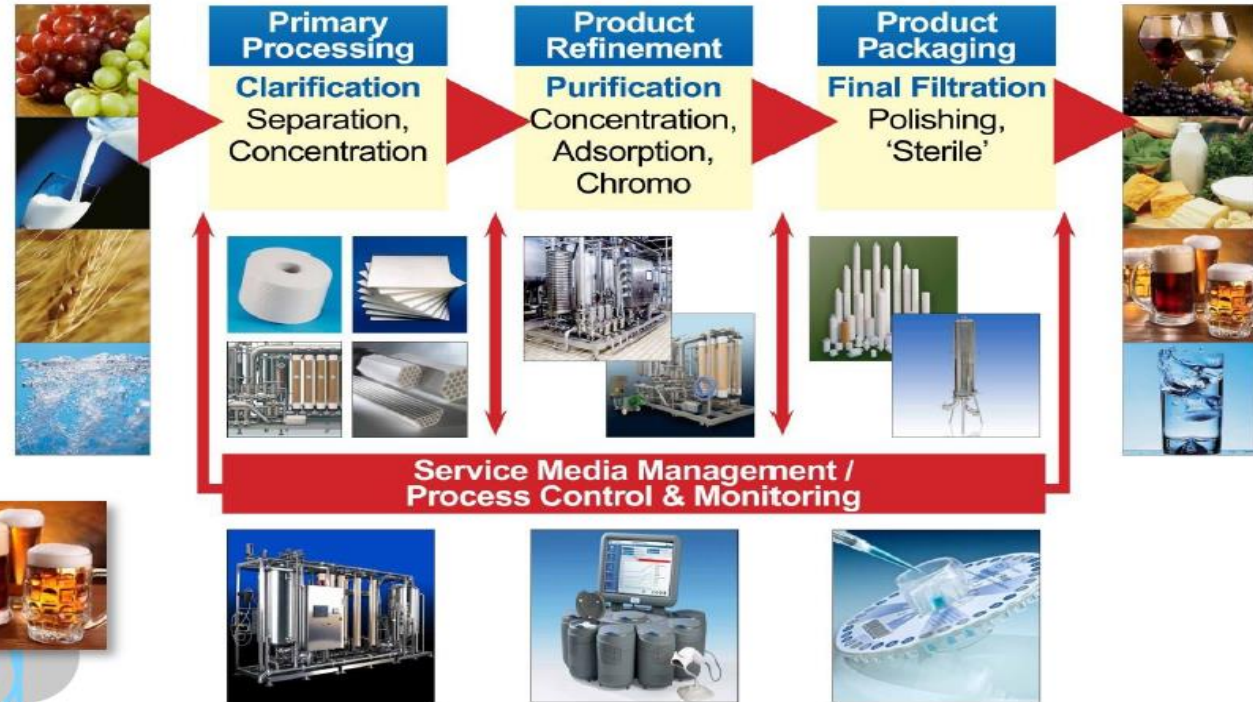 Primary
Processing
Clarification
Separation,
Concentration
Product
Refinement
Purification
Concentration,
Adsorption,
Chromo
Product
Packaging
Final Filtration
Polishing,
‘Sterile’
Service Media Management /
Process Control & Monitoring